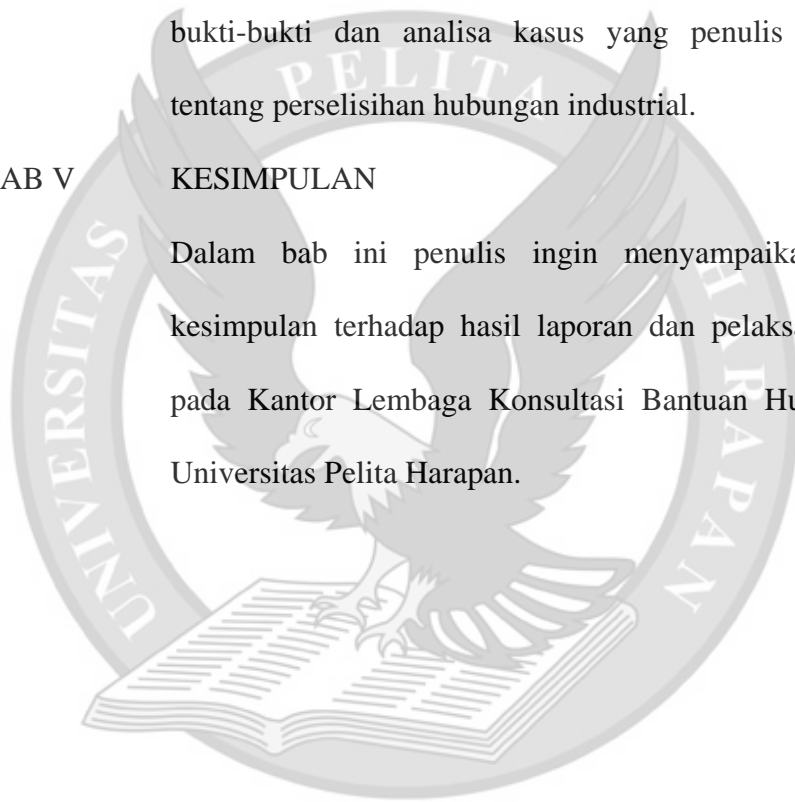 bukti-bukti dan analisa kasus yang penulis
tentang perselisihan hubungan industrial.
AB V KESIMPULAN
Dalam bab ini penulis ingin menyampaika
kesimpulan terhadap hasil laporan dan pelaks
pada Kantor Lembaga Konsultasi Bantuan Hu
Universitas Pelita Harapan.
UNIVERSITAS PELITA HARAPAN